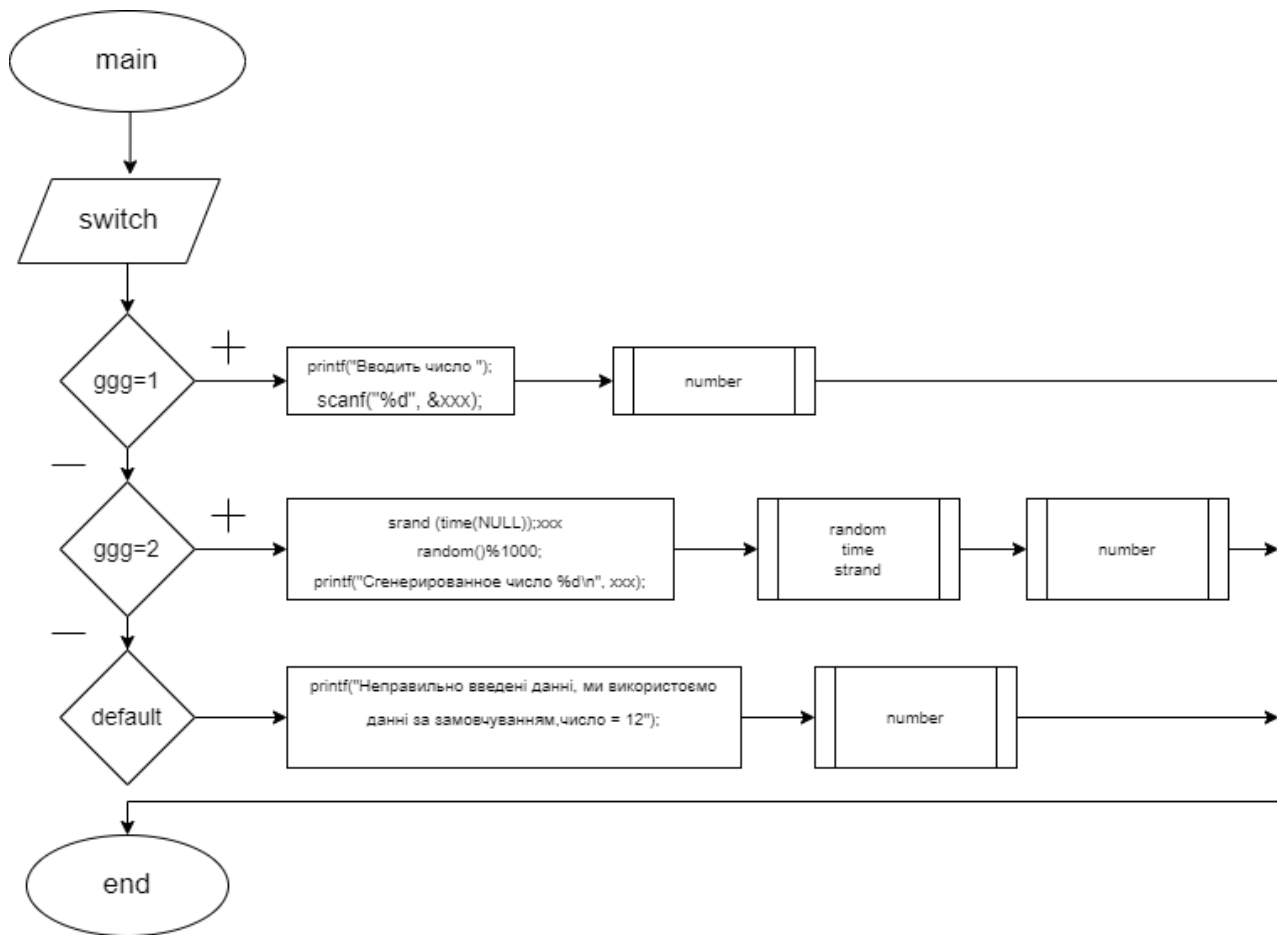 main
switch
ggg=1
+
printf("Вводить число ");
scanf("%d", &xxx);
number
—
ggg=2
+
srand (time(NULL));xxx
random()%1000;
printf("Сгенерированное число %d\n", xxx);
random
time
strand
number
—
default
printf("Неправильно введені данні, ми використоємо
данні за замовчуванням,число = 12");
number
end